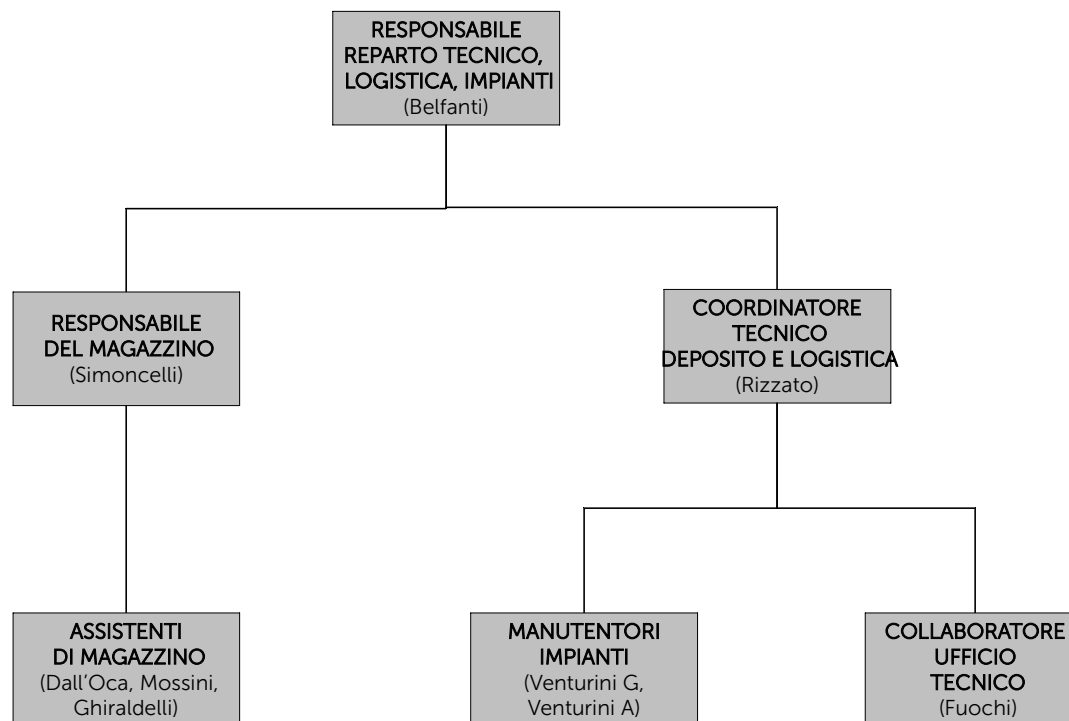 RESPONSABILE
REPARTO TECNICO,
LOGISTICA, IMPIANTI
(Belfanti)
RESPONSABILE
DEL MAGAZZINO
(Simoncelli)
COORDINATORE
TECNICO
DEPOSITO E LOGISTICA
(Rizzato)
ASSISTENTI
DI MAGAZZINO
(Dall'Oca, Mossini,
Ghiraldelli)
MANUTENTORI
IMPIANTI
(Venturini G,
Venturini A)
COLLABORATORE
UFFICIO
TECNICO
(Fuochi)